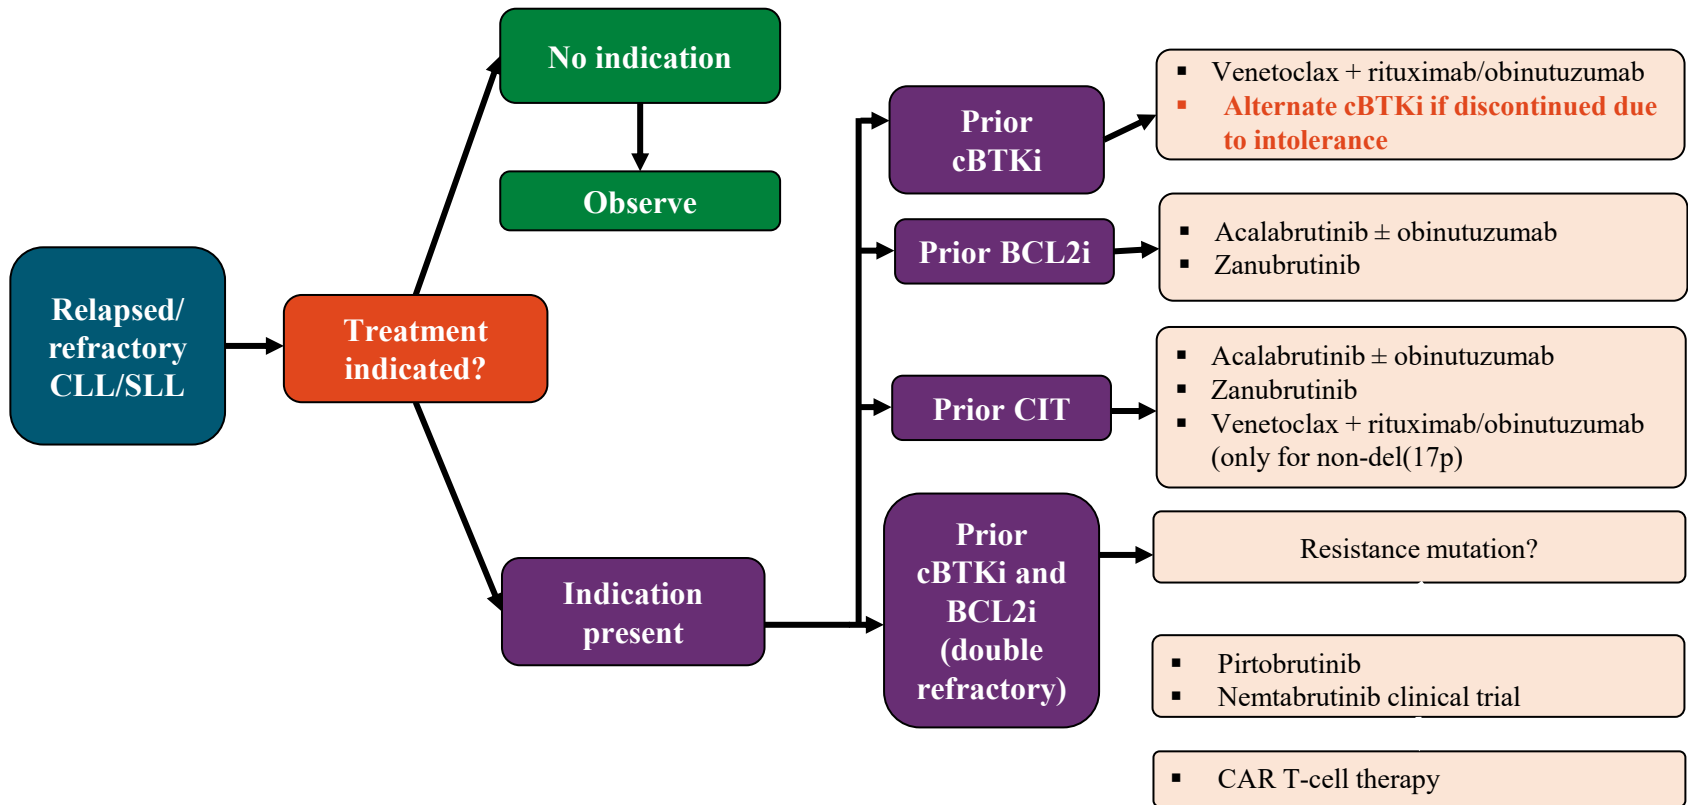 No indication
Observe
Relapsed/
refractory
CLL/SLL
Treatment
indicated?
Indication
present
Prior
cBTKi
▪ Venetoclax + rituximab/obinutuzumab
▪ Alternate cBTKi if discontinued due
to intolerance
Prior BCL2i
▪ Acalabrutinib ± obinutuzumab
▪ Zanubrutinib
Prior CIT
▪ Acalabrutinib ± obinutuzumab
▪ Zanubrutinib
▪ Venetoclax + rituximab/obinutuzumab
(only for non-del(17p)
Prior
cBTKi and
BCL2i
(double
refractory)
Resistance mutation?
▪ Pirtobrutinib
▪ Nemtabrutinib clinical trial
▪ CAR T-cell therapy